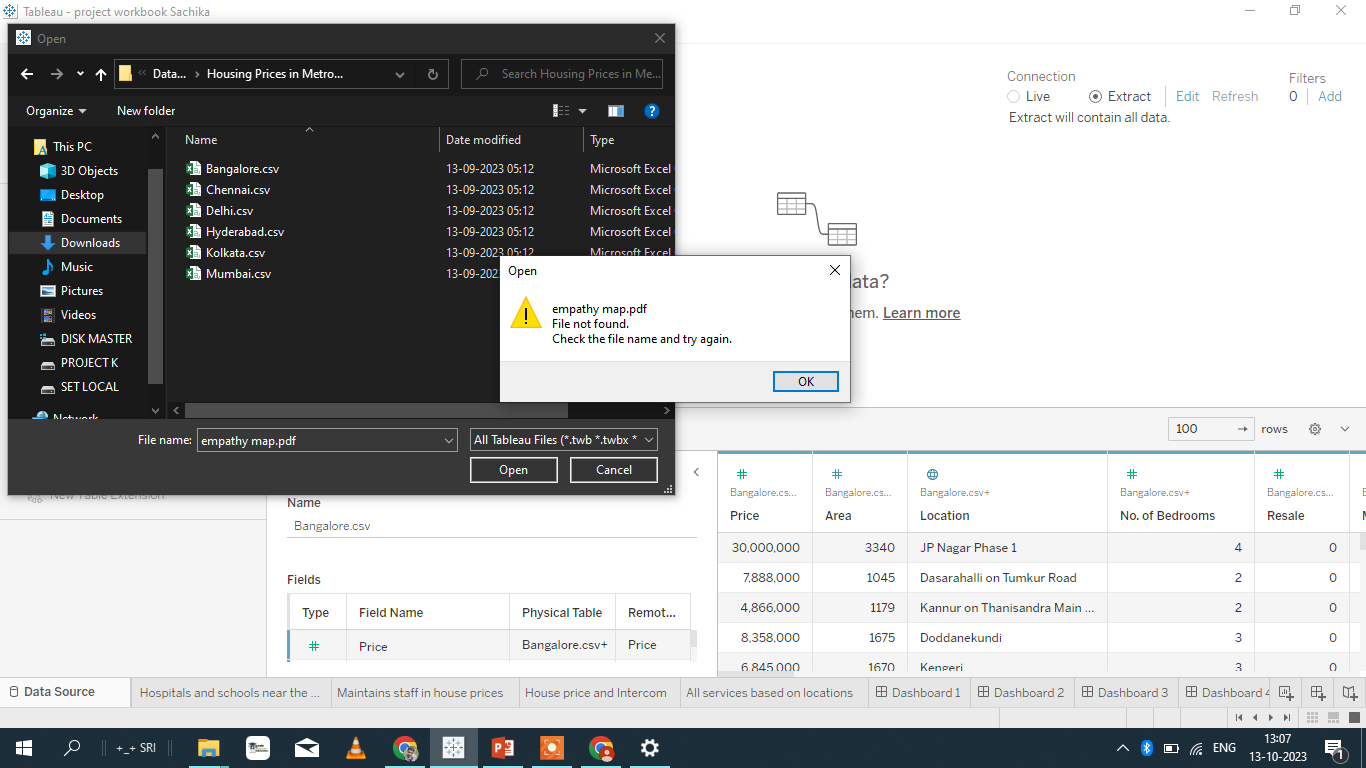 Tableau - project workbook Sachika
Open
Data... › Housing Prices in Metro...
Search Housing Prices in Me...
Organize
New folder
This PC
3D Objects
Desktop
Documents
Downloads
Music
Pictures
Videos
DISK MASTER
PROJECT K
SET LOCAL
Network
Name Date modified Type
Bangalore.csv 13-09-2023 05:12 Microsoft Excel
Chennai.csv 13-09-2023 05:12 Microsoft Excel
Delhi.csv 13-09-2023 05:12 Microsoft Excel
Hyderabad.csv 13-09-2023 05:12 Microsoft Excel
Kolkata.csv 13-09-2023 05:12 Microsoft Excel
Mumbai.csv 13-09-202
File name: empathy map.pdf
All Tableau Files (*.twb *.twbx *
Open
Cancel
Open
empathy map.pdf
File not found.
Check the file name and try again.
OK
Connection
Live Extract Edit Refresh
Extract will contain all data.
Filters
0 Add
ata?
em. Learn more
100 rows
New Table Extension
Name
Bangalore.csv
Fields
Type Field Name Physical Table Remot...
Price Bangalore.csv+ Price
Bangalore.cs... Bangalore.cs... Bangalore.csv+ Bangalore.csv+ Bangalore.cs...
Price Area Location No. of Bedrooms Resale
30,000,000 3340 JP Nagar Phase 1 4 0
7,888,000 1045 Dasarahalli on Tumkur Road 2 0
4,866,000 1179 Kannur on Thanisandra Main ... 2 0
8,358,000 1675 Doddanekundi 3 0
6,845,000 1670 Kengeri 3 0
Data Source
Hospitals and schools near the ...
Maintains staff in house prices
House price and Intercom
All services based on locations
Dashboard 1
Dashboard 2
Dashboard 3
Dashboard 4
+_+ SRI
ENG
13:07
13-10-2023
1